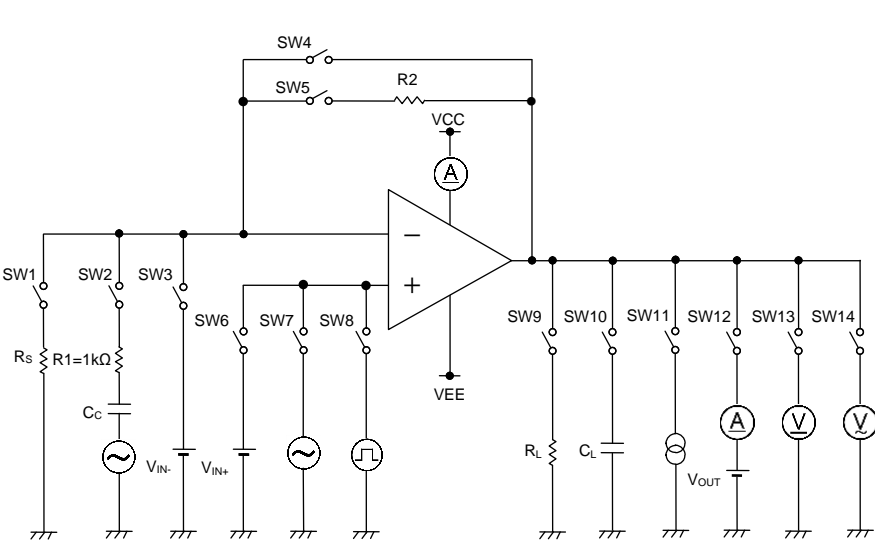 SW4
SW5
R2
VCC
A
−
+
SW1
SW2
SW3
SW6
SW7
SW8
SW9
SW10
SW11
SW12
SW13
SW14
RS
R1=1kΩ
CC
VIN-
VIN+
VEE
RL
CL
A
V
V
VOUT